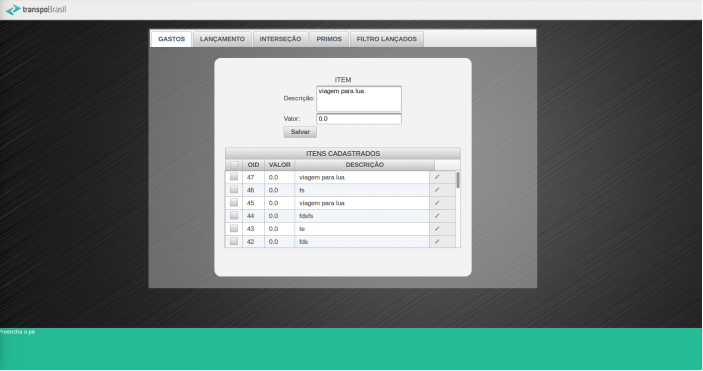 transpoBrasil
GASTOS LANÇAMENTO INTERSEÇÃO PRIMOS FILTRO LANÇADOS
ITEM
Descrição: viagem para lua
Valor: 0.0
Salvar
ITENS CADASTRADOS
OID VALOR DESCRIÇÃO
47 0.0 viagem para lua
46 0.0 fs
45 0.0 viagem para lua
44 0.0 fdsfs
43 0.0 te
42 0.0 fds
Preencha o pé